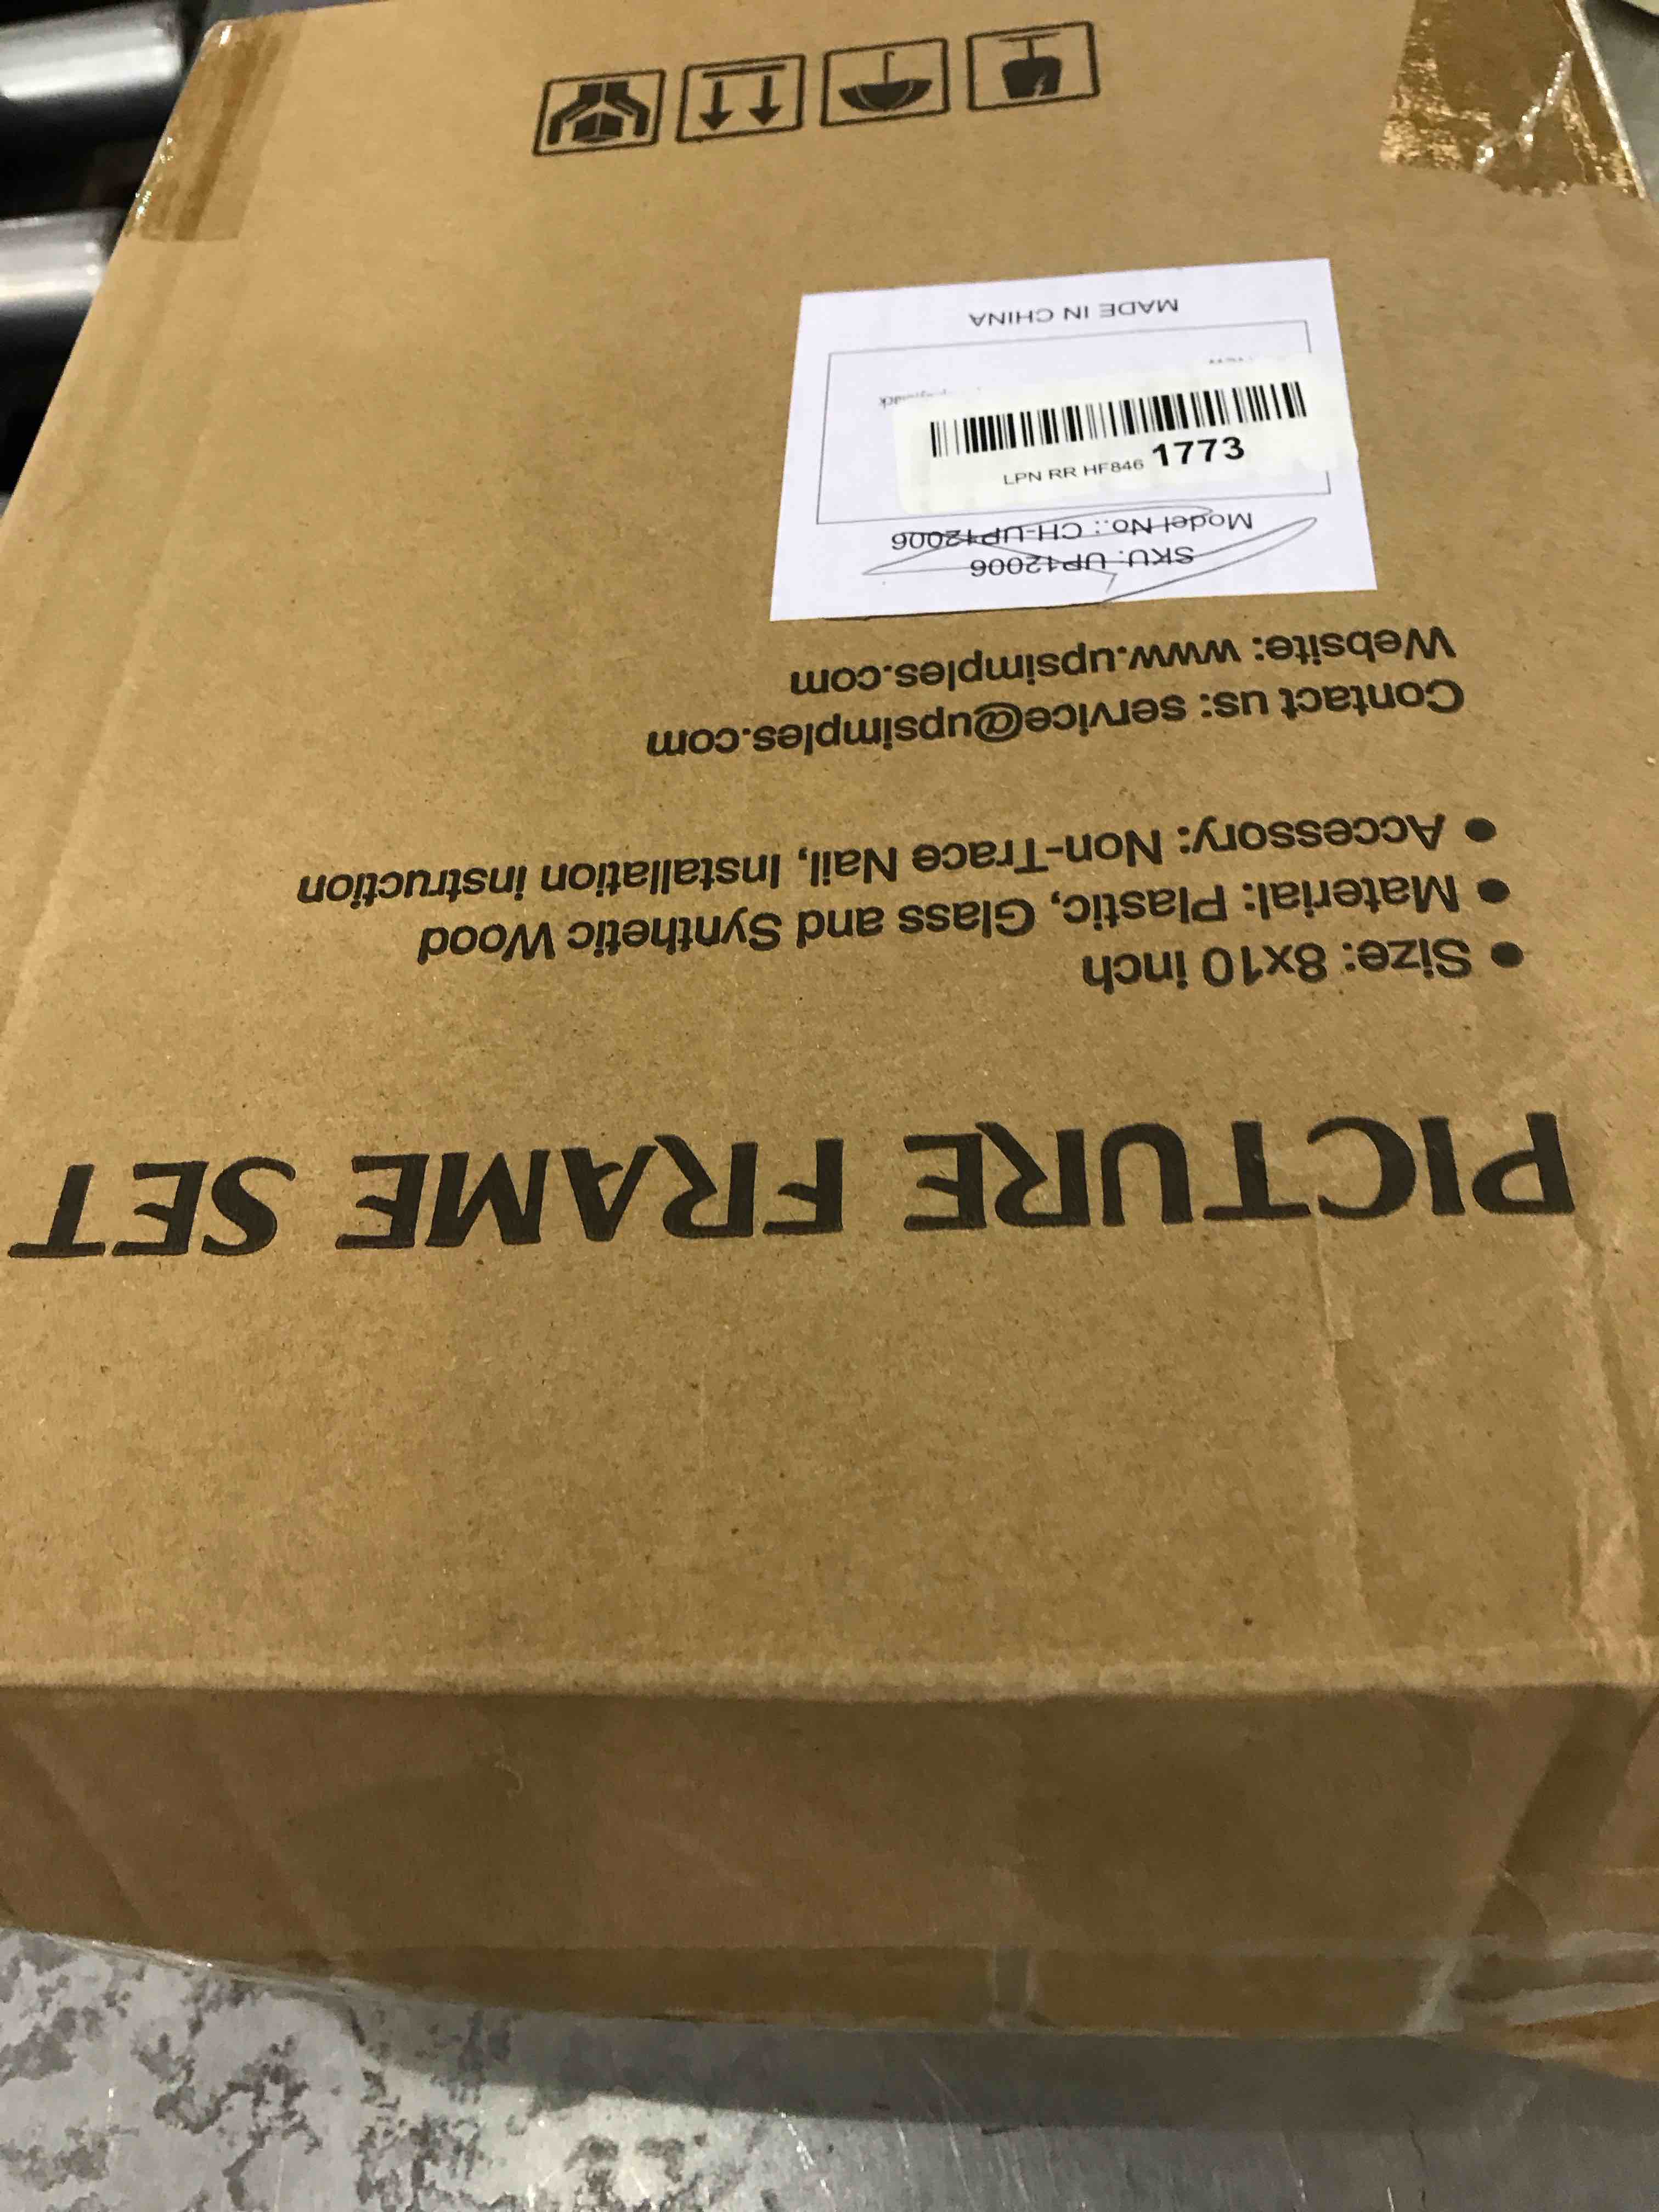 PICTURE FRAME SET
● Size: 8x10 inch
● Material: Plastic, Glass and Synthetic Wood
● Accessory: Non-Trace Nail, Installation instruction
Contact us: service@upsimples.com
Website: www.upsimples.com
SKU: UP12006
Model No.: CH-UP12006
LPN RR HF846 1773
MADE IN CHINA